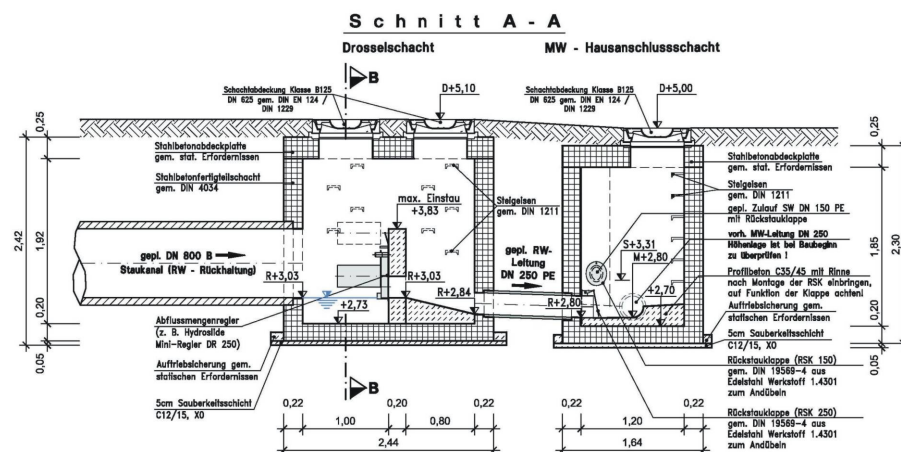 Schnitt A-A
Drosselschacht
MW - Hausanschlussschacht
B
Schachtabdeckung Klasse B125
DN 625 gem. DIN EN 124 /
DIN 1229
D+5,10
Schachtabdeckung Klasse B125
DN 625 gem. DIN EN 124 /
DIN 1229
D+5,00
0,25
1,92
2,42
0,20
0,05
Stahlbetonabdeckplatte
gem. stat. Erfordernissen
Stahlbetonfertigteilschacht
gem. DIN 4034
gepl. DN 800 B
Staukanal (RW - Rückhaltung)
R+3,03
Abflussmengenregler
(z. B. Hydroslide
Mini-Regler DR 250)
Auftriebsicherung gem.
statischen Erfordernissen
5cm Sauberkeitsschicht
C12/15, X0
max. Einstau
+3,83
R+3,03
+2,73
R+2,84
Steigeisen
gem. DIN 1211
gepl. RW-
Leitung
DN 250 PE
R+2,80
S+3,31
M+2,80
+2,70
Stahlbetonabdeckplatte
gem. stat. Erfordernissen
Steigeisen
gem. DIN 1211
gepl. Zulauf SW DN 150 PE
mit Rückstauklappe
vorh. MW-Leitung DN 250
Höhenlage ist bei Baubeginn
zu überprüfen !
Profilbeton C35/45 mit Rinne
nach Montage der RSK einbringen,
auf Funktion der Klappe achten!
Auftriebsicherung gem.
statischen Erfordernissen
5cm Sauberkeitsschicht
C12/15, X0
Rückstauklappe (RSK 150)
gem. DIN 19569-4 aus
Edelstahl Werkstoff 1.4301
zum Andübeln
Rückstauklappe (RSK 250)
gem. DIN 19569-4 aus
Edelstahl Werkstoff 1.4301
zum Andübeln
0,25
1,85
2,30
0,20
0,05
B
0,22 1,00 0,20 0,80 0,22
2,44
0,22 1,20 0,22
1,64